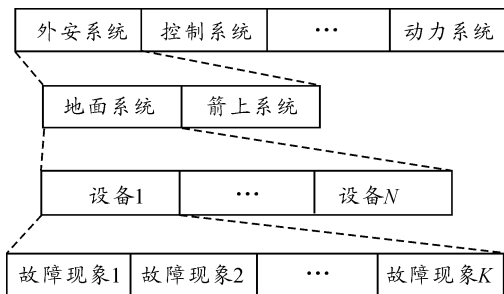 外安系统 控制系统 … 动力系统
地面系统 箭上系统
设备1 … 设备N
故障现象1 故障现象2 … 故障现象K